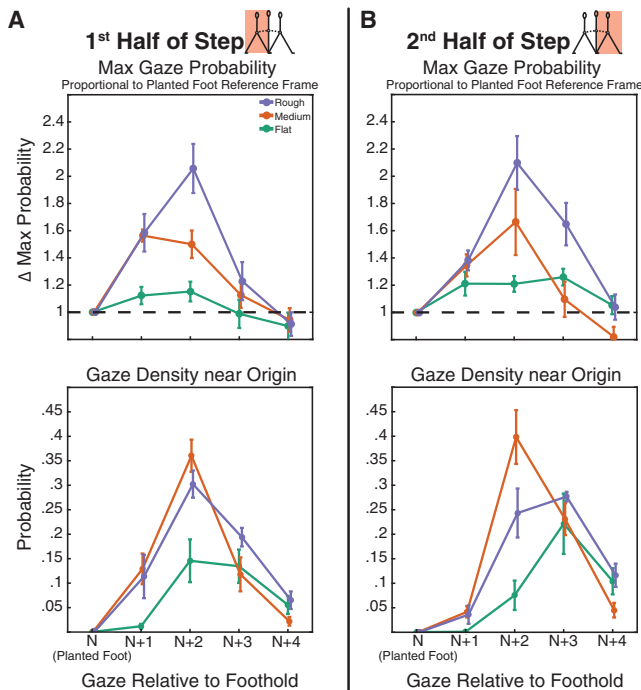 A
1st Half of Step
Max Gaze Probability
Proportional to Planted Foot Reference Frame
Rough
Medium
Flat
2.4
2.2
2
1.8
1.6
1.4
1.2
1
Δ Max Probability
Gaze Density near Origin
.45
.4
.35
.3
.25
.2
.15
.1
.05
Probability
N N+1 N+2 N+3 N+4
(Planted Foot)
Gaze Relative to Foothold
B
2nd Half of Step
Max Gaze Probability
Proportional to Planted Foot Reference Frame
2.4
2.2
2
1.8
1.6
1.4
1.2
1
Gaze Density near Origin
.45
.4
.35
.3
.25
.2
.15
.1
.05
N N+1 N+2 N+3 N+4
(Planted Foot)
Gaze Relative to Foothold